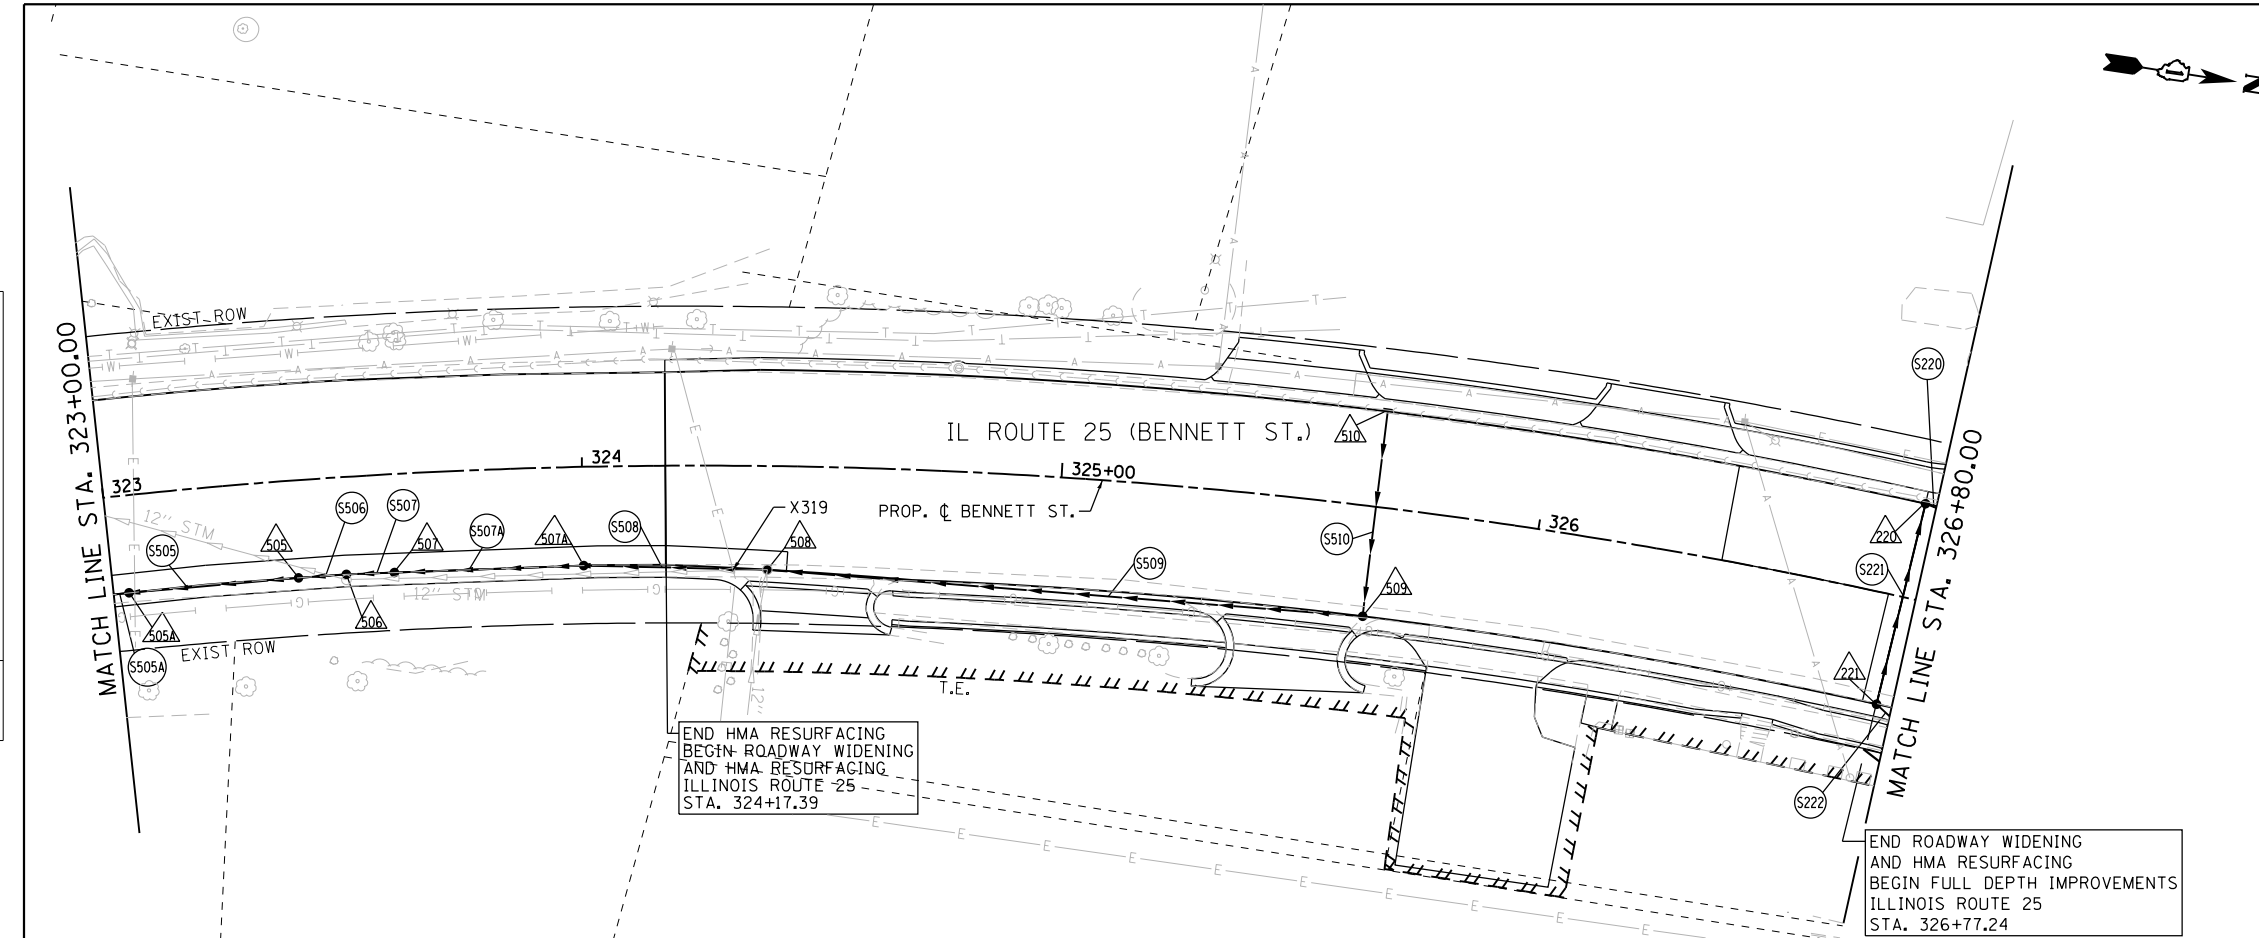 N
EXIST ROW
MATCH LINE STA. 323+00.00
S220
IL ROUTE 25 (BENNETT ST.)
510
323
324
325+00
326
PROP. ℄ BENNETT ST.
X319
12'' STM
S505
505
S506
S507
507
S507A
507A
S508
508
S509
S510
509
220
S221
MATCH LINE STA. 326+80.00
12'' STM
505A
506
S505A
EXIST ROW
T.E.
12''
221
S222
END HMA RESURFACING
BEGIN ROADWAY WIDENING
AND HMA RESURFACING
ILLINOIS ROUTE 25
STA. 324+17.39
END ROADWAY WIDENING
AND HMA RESURFACING
BEGIN FULL DEPTH IMPROVEMENTS
ILLINOIS ROUTE 25
STA. 326+77.24